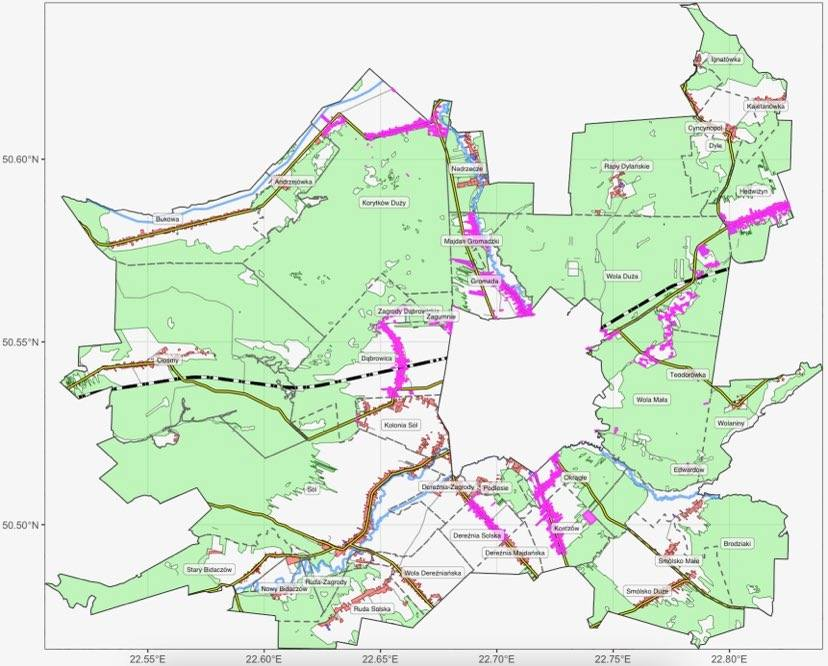 Ignatówka
Kajetanówka
Cyncynopol
Dyle
50.60°N
Nadrzecze
Rapy Dylańskie
Andrzejówka
Hedwiżyn
Korytków Duży
Bukowa
Majdan Gromadzki
Wola Duża
Gromada
Zagrody Dąbrowickie
Zagumnie
50.55°N
Dąbrowica
Ciosmy
Teodorówka
Wola Mała
Kolonia Sól
Wolaniny
Edwardów
Sól
Dereźnia-Zagrody
Podlesie
Okrągłe
50.50°N
Korczów
Dereźnia Solska
Brodziaki
Dereźnia Majdańska
Smólsko Małe
Stary Bidaczów
Wola Dereźniańska
Ruda-Zagrody
Nowy Bidaczów
Smólsko Duże
Ruda Solska
22.55°E
22.60°E
22.65°E
22.70°E
22.75°E
22.80°E